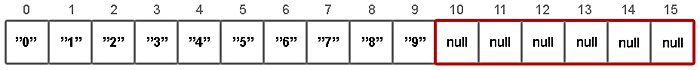 0 1 2 3 4 5 6 7 8 9 10 11 12 13 14 15
”0” ”1” ”2” ”3” ”4” ”5” ”6” ”7” ”8” ”9” null null null null null null